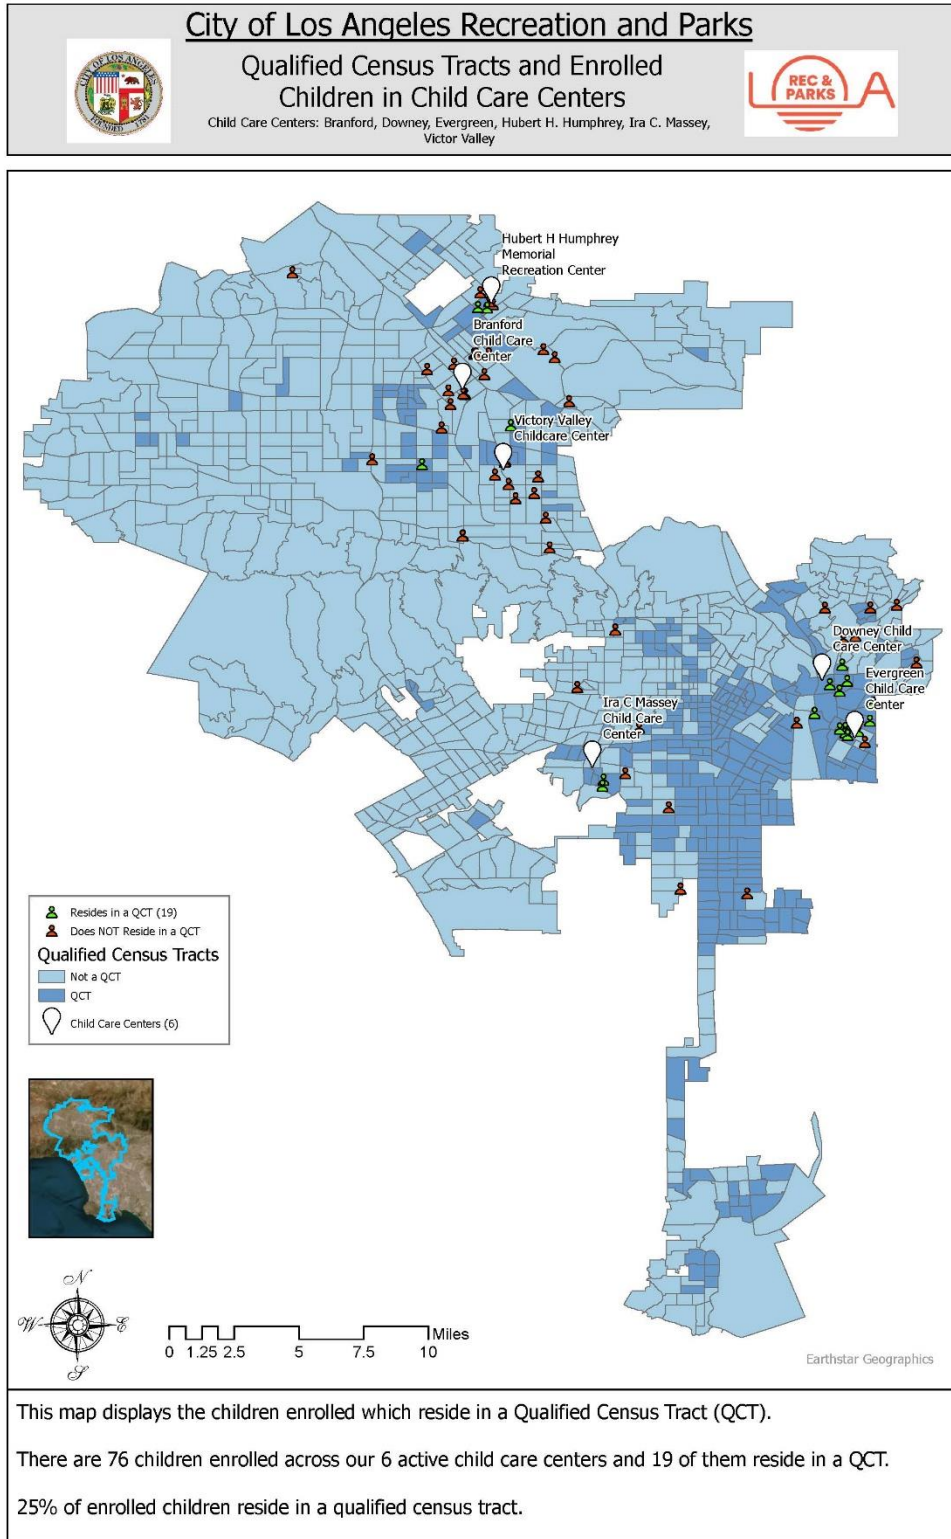 City of Los Angeles Recreation and Parks
Qualified Census Tracts and Enrolled
Children in Child Care Centers
Child Care Centers: Branford, Downey, Evergreen, Hubert H. Humphrey, Ira C. Massey,
Victor Valley
CITY OF LOS ANGELES
FOUNDED 1781
L A
REC &
PARKS
Hubert H Humphrey
Memorial
Recreation Center
Branford
Child Care
Center
Victory Valley
Childcare Center
Downey Child
Care Center
Evergreen
Child Care
Center
Ira C Massey
Child Care
Center
Resides in a QCT (19)
Does NOT Reside in a QCT
Qualified Census Tracts
Not a QCT
QCT
Child Care Centers (6)
N
W
E
S
Miles
0 1.25 2.5 5 7.5 10
Earthstar Geographics
This map displays the children enrolled which reside in a Qualified Census Tract (QCT).
There are 76 children enrolled across our 6 active child care centers and 19 of them reside in a QCT.
25% of enrolled children reside in a qualified census tract.